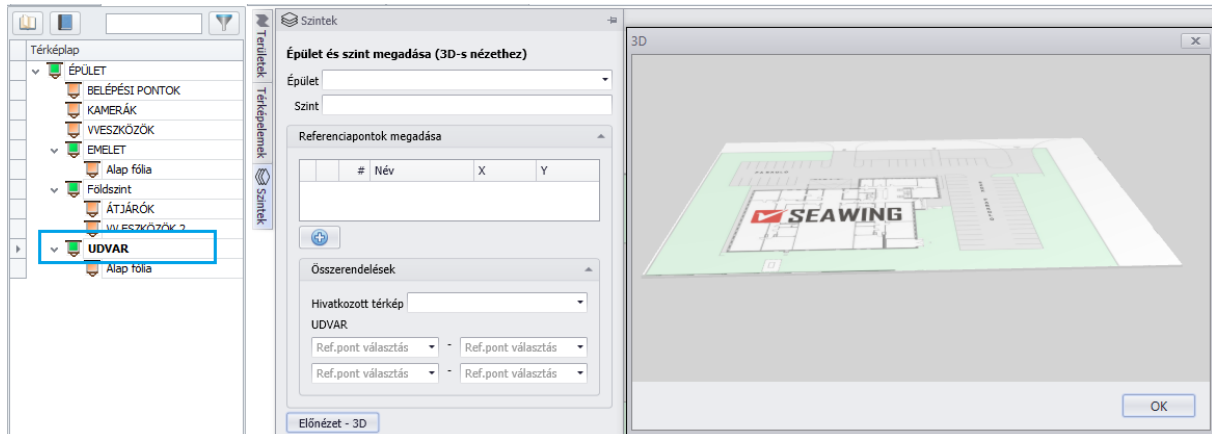 Térképlap
ÉPÜLET
BELÉPÉSI PONTOK
KAMERÁK
VVESZKÖZÖK
EMELET
Alap fólia
Földszint
ÁTJÁRÓK
VVESZKÖZÖK 2
UDVAR
Alap fólia
Területek
Térképelemek
Szintek
Szintek
Épület és szint megadása (3D-s nézethez)
Épület
Szint
Referenciapontok megadása
# Név X Y
Összerendelések
Hivatkozott térkép
UDVAR
Ref.pont választás - Ref.pont választás
Ref.pont választás - Ref.pont választás
Előnézet - 3D
3D
SEAWING
OK